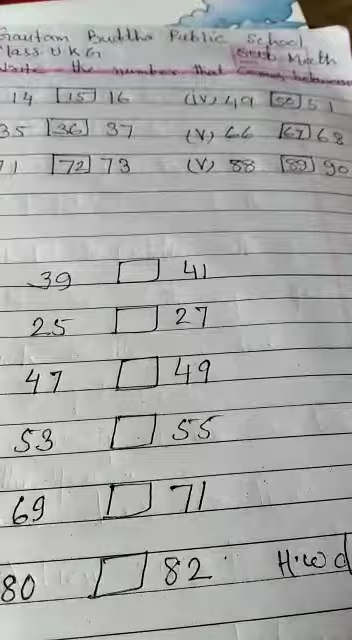 Gautam Buddha Public School
Class U.K.G Sub Math
Write the number that comes between
14 15 16 (iv) 49 50 51
35 36 37 (v) 66 67 68
71 72 73 (v) 88 89 90
39 41
25 27
47 49
53 55
69 71
80 82 H.w